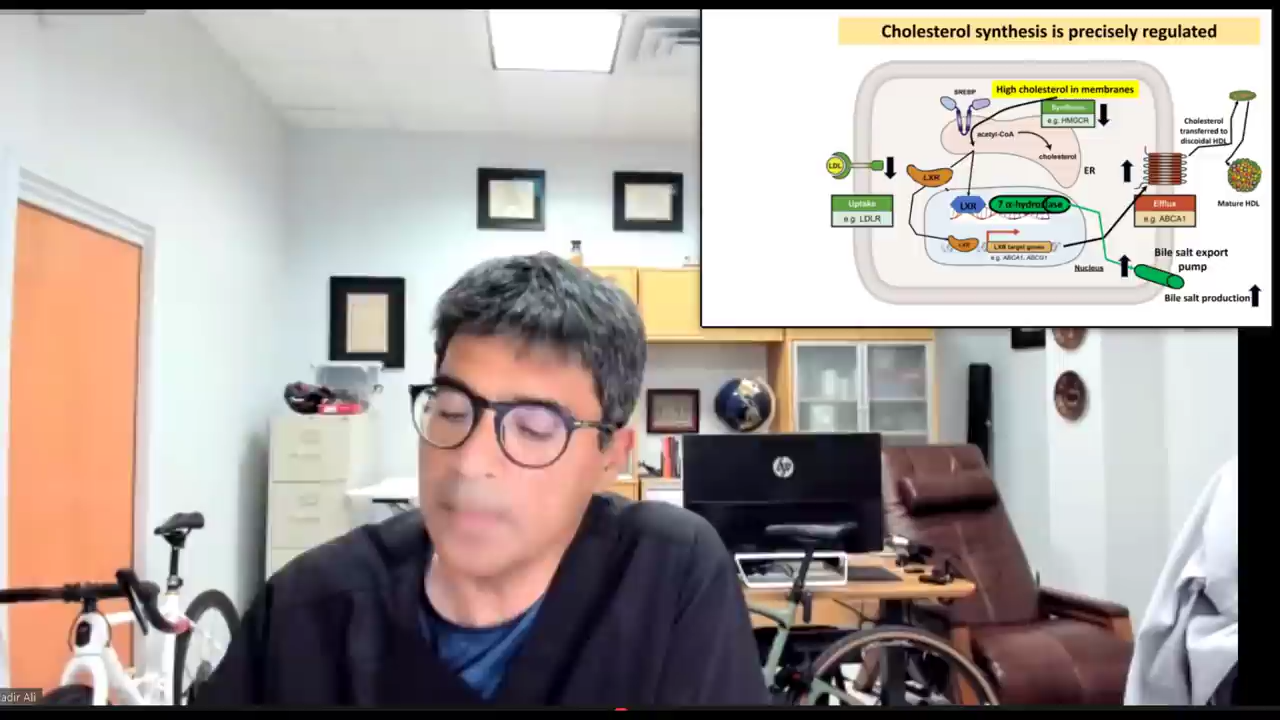 Cholesterol synthesis is precisely regulated
SREBP
High cholesterol in membranes
Synthesis
e.g. HMGCR
acetyl-CoA
cholesterol
ER
LDL
LXR
Uptake
e.g. LDLR
LXR
7 α-hydroxylase
LXR
LXR target genes
e.g. ABCA1, ABCG1
Nucleus
Cholesterol
transferred to
discoidal HDL
Mature HDL
Efflux
e.g. ABCA1
Bile salt export
pump
Bile salt production
hp
adir Ali